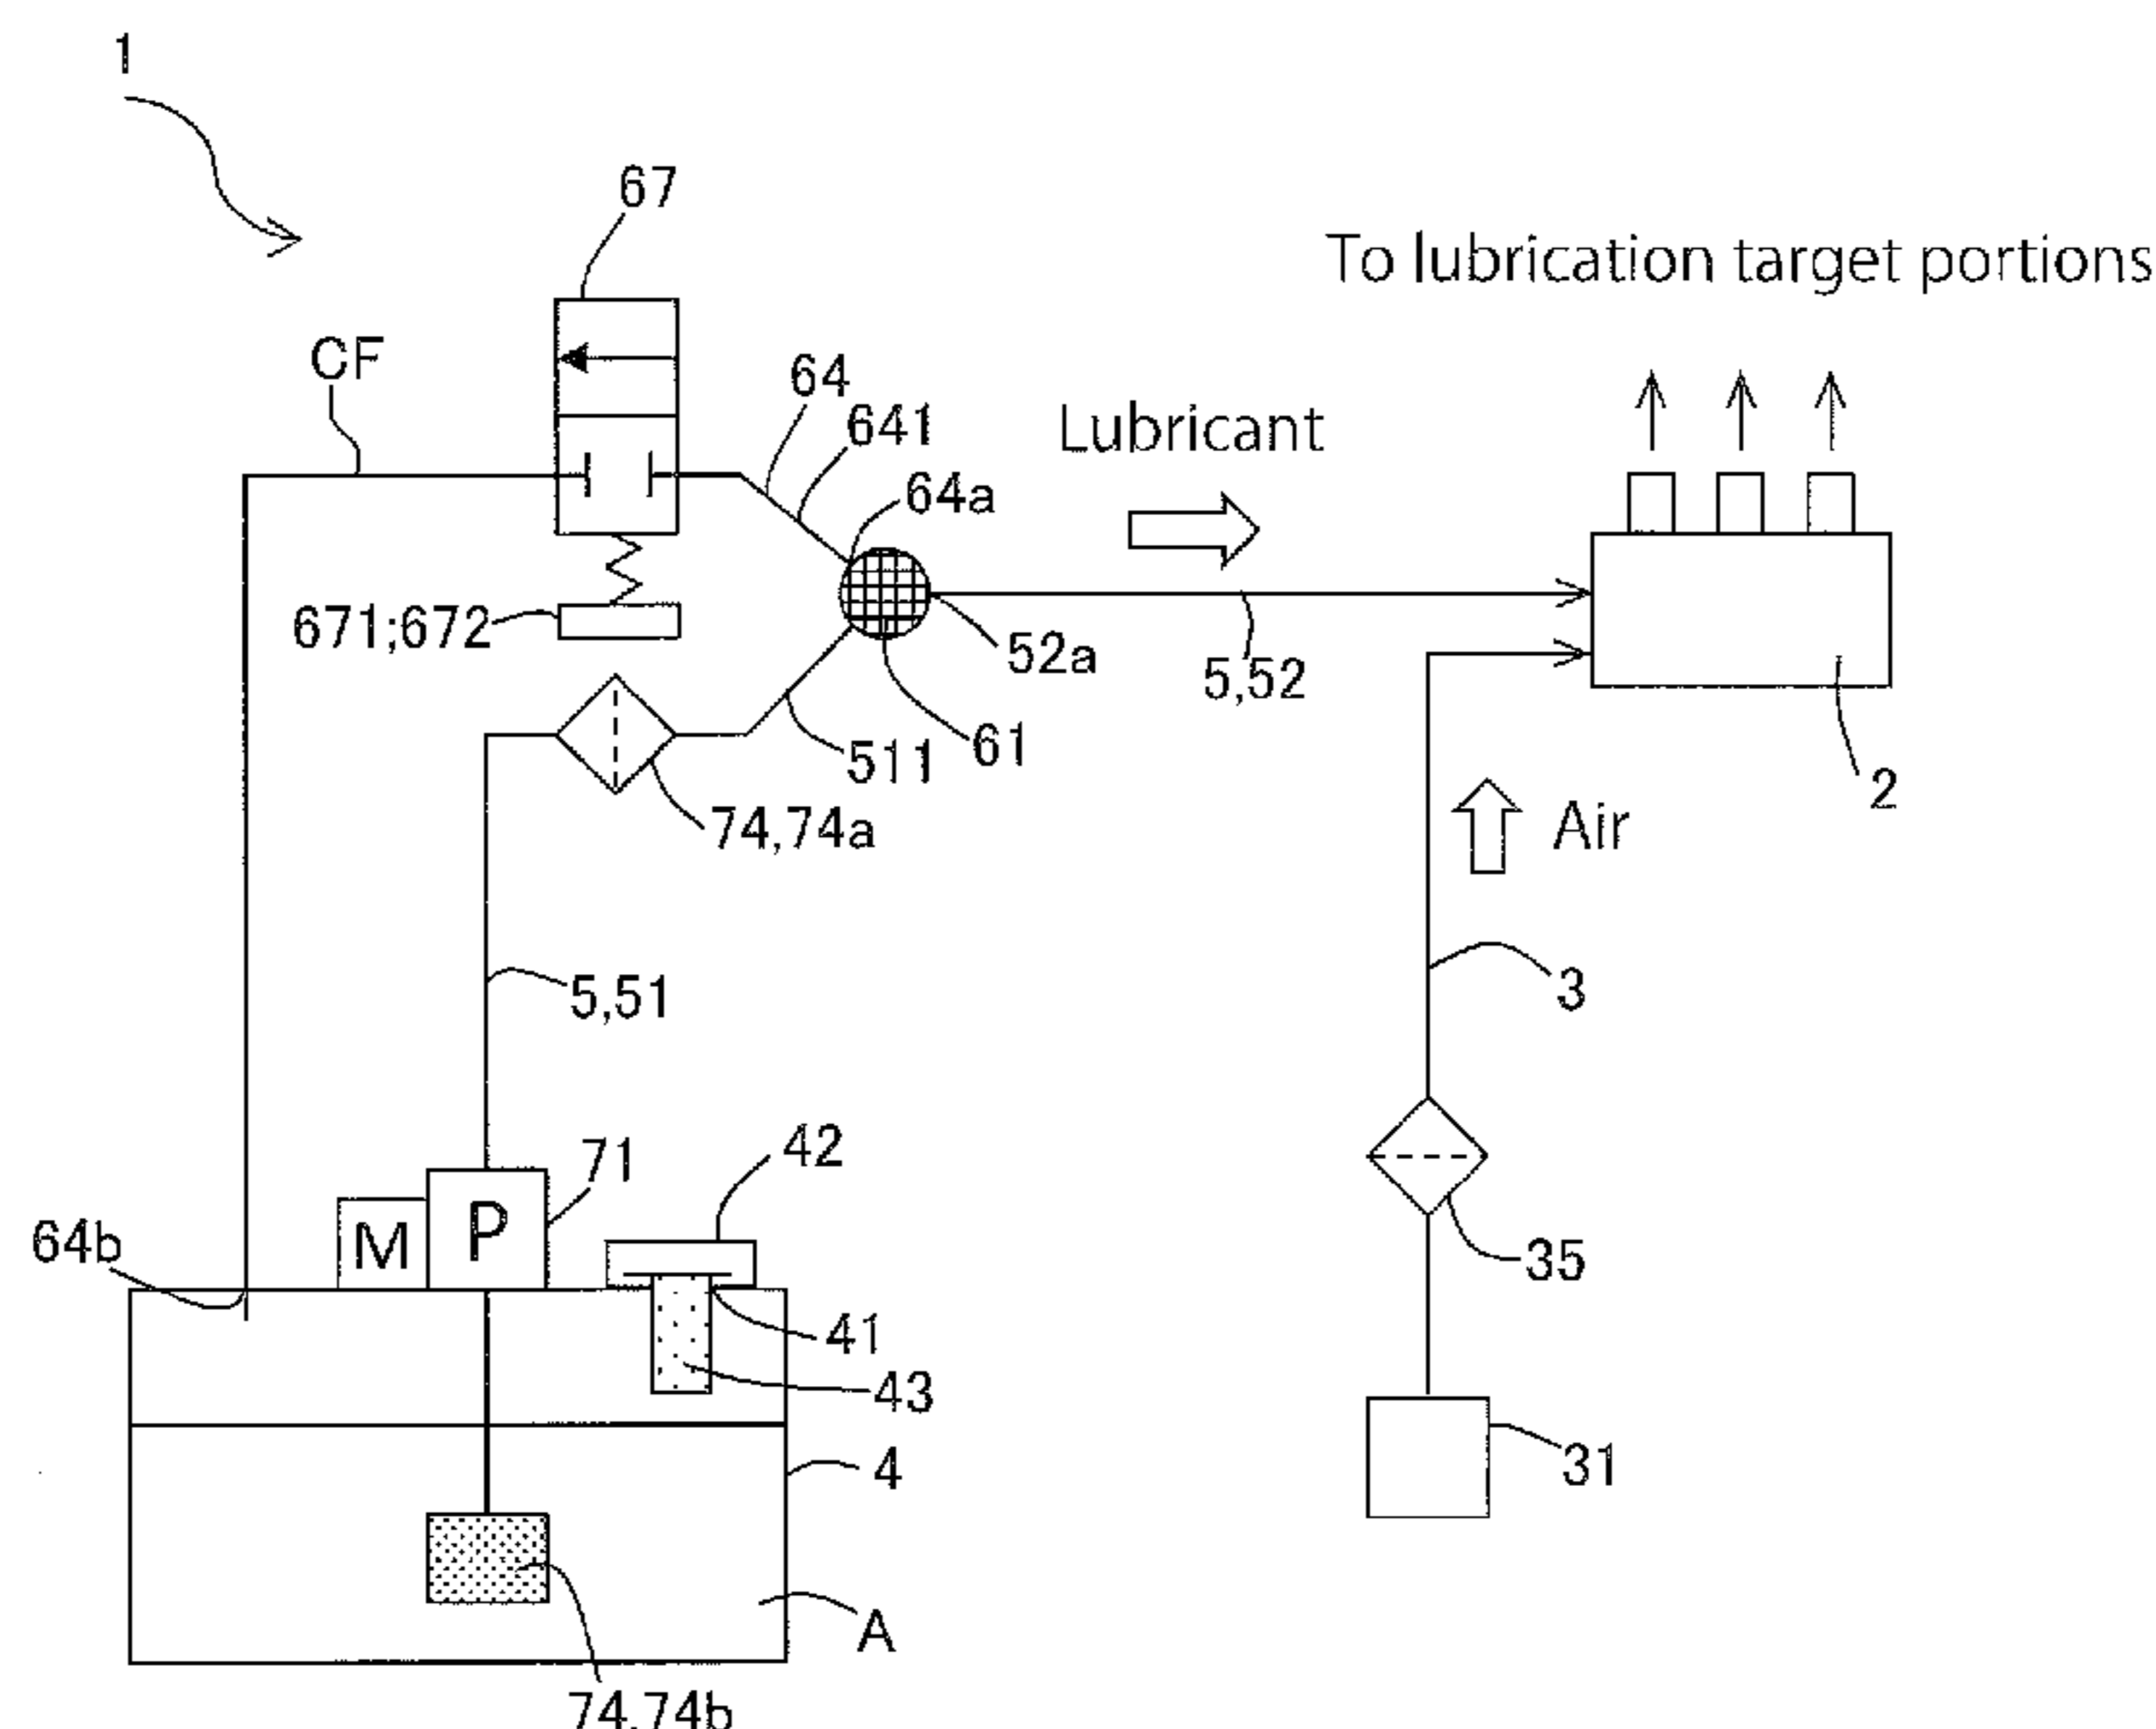 1
67
To lubrication target portions
CF
64
641
Lubricant
64a
671;672
52a
5,52
61
511
2
74,74a
Air
5,51
3
42
71
64b
M
P
35
41
43
4
31
A
74,74b